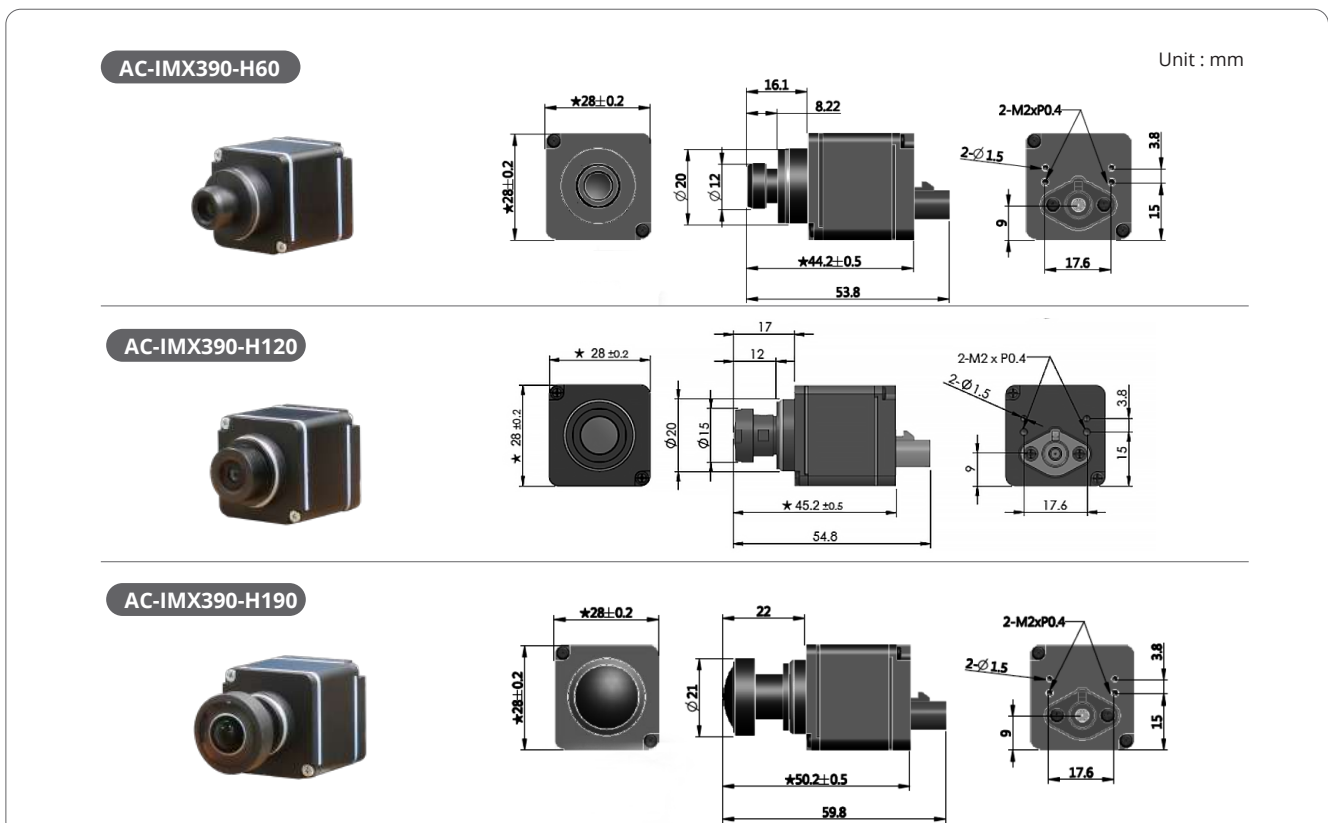 AC-IMX390-H60
Unit : mm
★28±0.2
★28±0.2
16.1
8.22
Ø20
Ø12
★44.2±0.5
53.8
2-M2xP0.4
2-Ø1.5
3.8
15
9
17.6
AC-IMX390-H120
★ 28 ±0.2
★ 28 ±0.2
17
12
Ø20
Ø15
★ 45.2 ±0.5
54.8
2-M2 x P0.4
2-Ø1.5
3.8
15
9
17.6
AC-IMX390-H190
★28±0.2
★28±0.2
22
Ø21
★50.2±0.5
59.8
2-M2xP0.4
2-Ø1.5
3.8
15
9
17.6